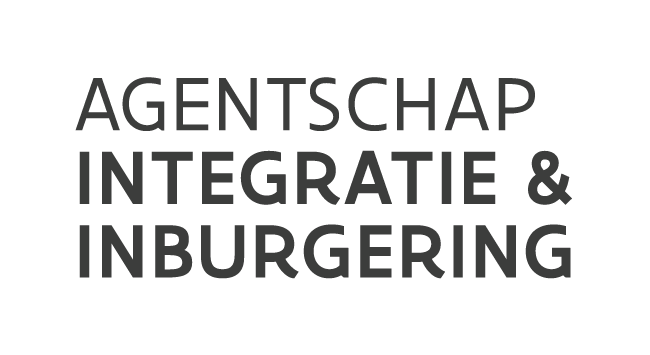 AGENTSCHAP
INTEGRATIE &
INBURGERING